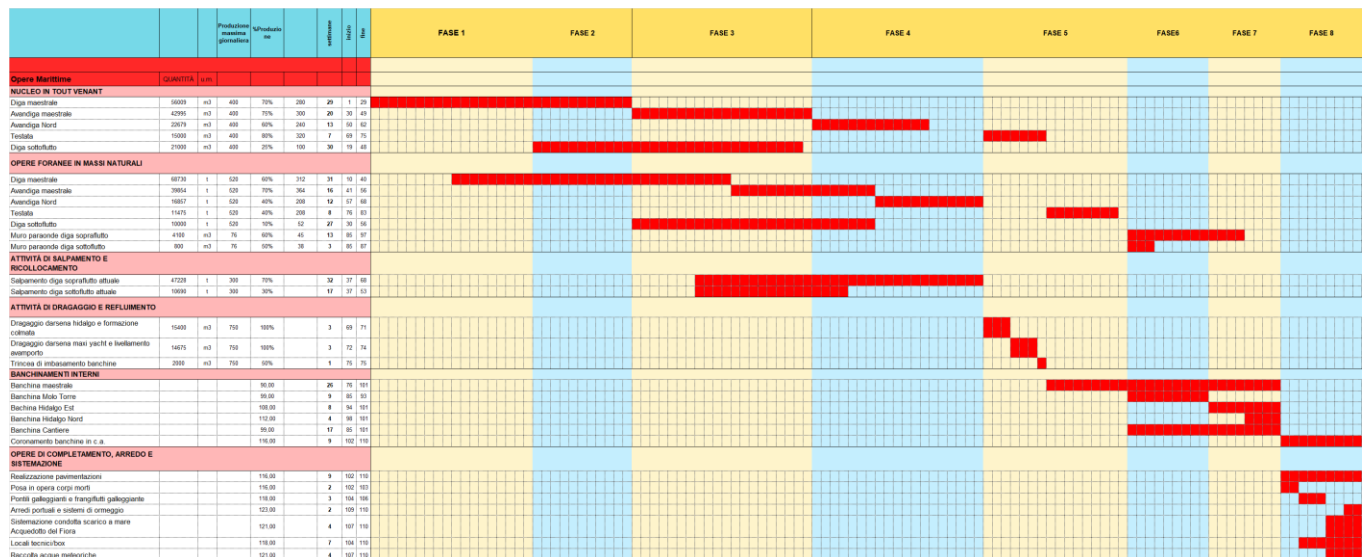 Produzione massima giornaliera %Produzio ne settimane inizio fine FASE 1 FASE 2 FASE 3 FASE 4 FASE 5 FASE6 FASE 7 FASE 8
Opere Marittime QUANTITÀ u.m.
NUCLEO IN TOUT VENANT
Diga maestrale 56009 m3 400 70% 280 29 1 29
Avandiga maestrale 42995 m3 400 75% 300 20 30 49
Avandiga Nord 22679 m3 400 60% 240 13 50 62
Testata 15000 m3 400 80% 320 7 69 75
Diga sottoflutto 21000 m3 400 25% 100 30 19 48
OPERE FORANEE IN MASSI NATURALI
Diga maestrale 68730 t 520 60% 312 31 10 40
Avandiga maestrale 39854 t 520 70% 364 16 41 56
Avandiga Nord 16857 t 520 40% 208 12 57 68
Testata 11475 t 520 40% 208 8 76 83
Diga sottoflutto 10000 t 520 10% 52 27 30 56
Muro paraonde diga sopraflutto 4100 m3 76 60% 45 13 85 97
Muro paraonde diga sottoflutto 800 m3 76 50% 38 3 85 87
ATTIVITÀ DI SALPAMENTO E
RICOLLOCAMENTO
Salpamento diga sopraflutto attuale 47228 t 300 70% 32 37 68
Salpamento diga sottoflutto attuale 10690 t 300 30% 17 37 53
ATTIVITÀ DI DRAGAGGIO E REFLUIMENTO
Dragaggio darsena hidalgo e formazione
colmata 15400 m3 750 100% 3 69 71
Dragaggio darsena maxi yacht e livellamento
avamporto 14675 m3 750 100% 3 72 74
Trincea di imbasamento banchine 2000 m3 750 50% 1 75 75
BANCHINAMENTI INTERNI
Banchina maestrale 90,00 26 76 101
Banchina Molo Torre 99,00 9 85 93
Bachina Hidalgo Est 108,00 8 94 101
Banchina Hidalgo Nord 112,00 4 98 101
Banchina Cantiere 99,00 17 85 101
Coronamento banchine in c.a. 116,00 9 102 110
OPERE DI COMPLETAMENTO, ARREDO E
SISTEMAZIONE
Realizzazione pavimentazioni 116,00 9 102 110
Posa in opera corpi morti 116,00 2 102 103
Pontili galleggianti e frangiflutti galleggiante 118,00 3 104 106
Arredi portuali e sistemi di ormeggio 123,00 2 109 110
Sistemazione condotta scarico a mare
Acquedotto del Fiora 121,00 4 107 110
Locali tecnici/box 118,00 7 104 110
Raccolta acque meteoriche 121,00 4 107 110